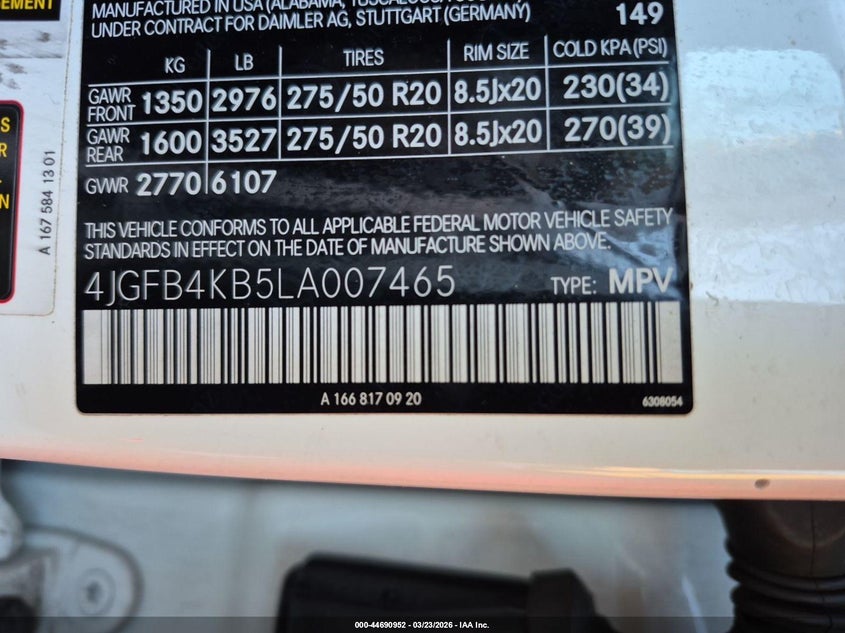 EMENT
MANUFACTURED IN USA (ALABAMA,
UNDER CONTRACT FOR DAIMLER AG, STUTTGART (GERMANY)
149
KG LB TIRES RIM SIZE COLD KPA (PSI)
GAWR FRONT 1350 2976 275/50 R20 8.5Jx20 230(34)
GAWR REAR 1600 3527 275/50 R20 8.5Jx20 270(39)
GVWR 2770 6107
THIS VEHICLE CONFORMS TO ALL APPLICABLE FEDERAL MOTOR VEHICLE SAFETY
STANDARDS IN EFFECT ON THE DATE OF MANUFACTURE SHOWN ABOVE.
4JGFB4KB5LA007465 TYPE: MPV
A 166 817 09 20
6308054
A 167 584 13 01
S
R
N
000-44690952 - 03/23/2026 - IAA Inc.